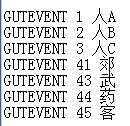 GUTEVENT 1 人A
GUTEVENT 2 人B
GUTEVENT 3 人C
GUTEVENT 41 郊
GUTEVENT 43 武
GUTEVENT 44 药
GUTEVENT 45 客